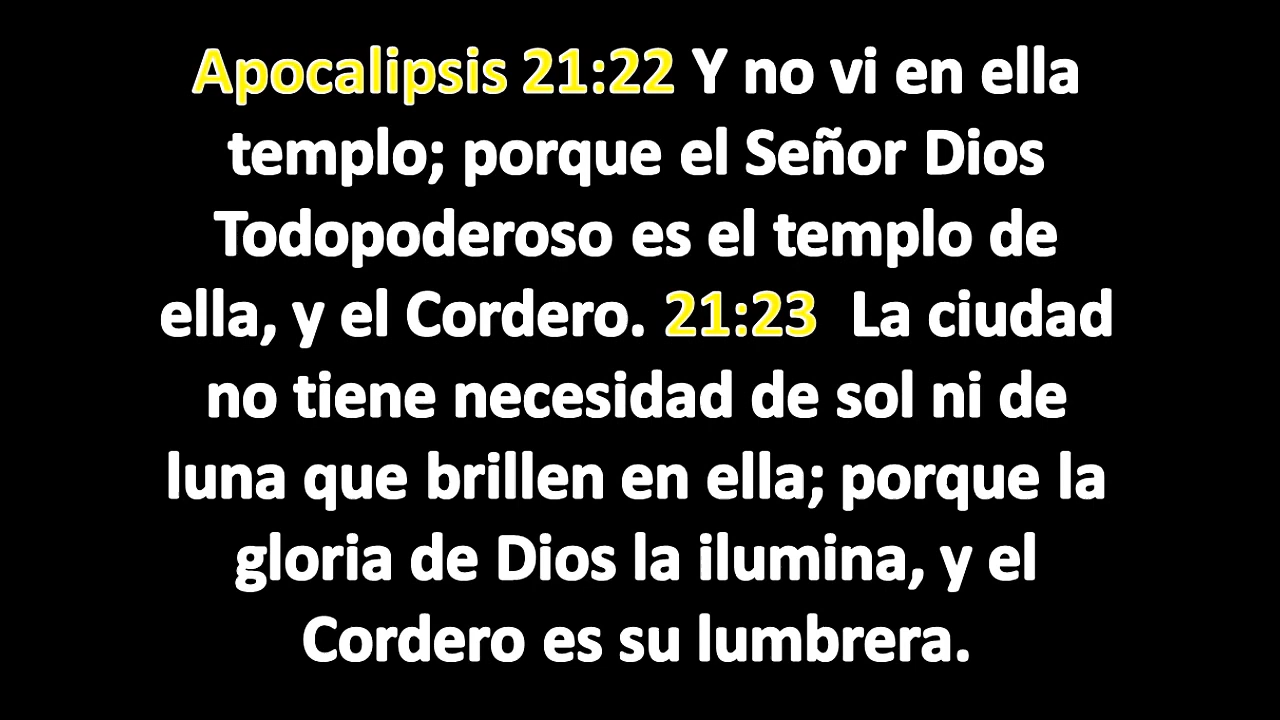 Apocalipsis 21:22 Y no vi en ella
templo; porque el Señor Dios
Todopoderoso es el templo de
ella, y el Cordero. 21:23 La ciudad
no tiene necesidad de sol ni de
luna que brillen en ella; porque la
gloria de Dios la ilumina, y el
Cordero es su lumbrera.